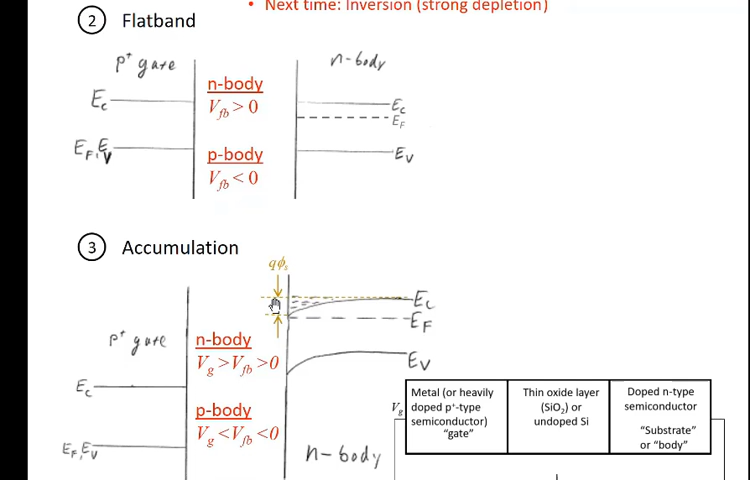 • Next time: Inversion (strong depletion)
2 Flatband
p+ gate
n-body
Ec
EF, Ev
n-body
Vfb > 0
p-body
Vfb < 0
Ec
EF
Ev
3 Accumulation
qϕs
p+ gate
Ec
EF, Ev
n-body
Vg > Vfb > 0
p-body
Vg < Vfb < 0
Ec
EF
Ev
n-body
Vg
Metal (or heavily
doped p+-type
semiconductor)
"gate"
Thin oxide layer
(SiO2) or
undoped Si
Doped n-type
semiconductor
"Substrate"
or "body"